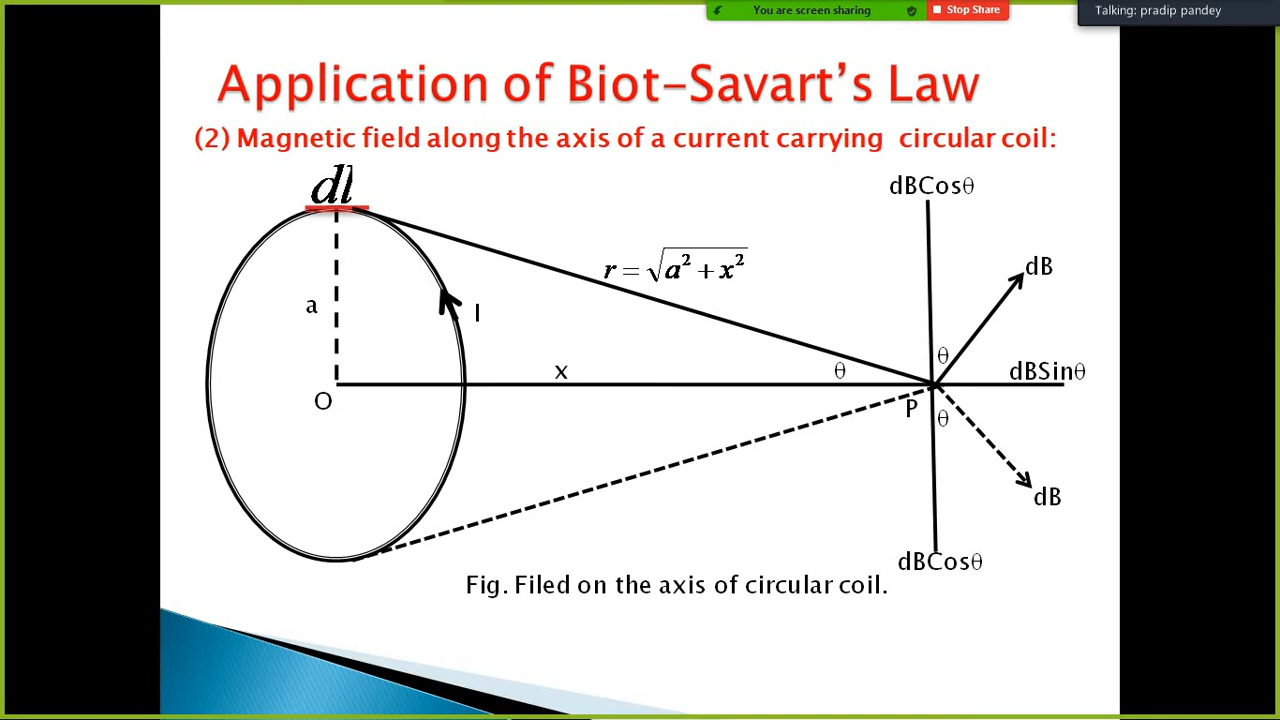 You are screen sharing
Stop Share
Talking: pradip pandey
Application of Biot-Savart's Law
(2) Magnetic field along the axis of a current carrying circular coil:
dl
dBCosθ
r = √a² + x²
dB
a
I
θ
x
θ
dBSinθ
O
P
θ
dB
dBCosθ
Fig. Filed on the axis of circular coil.